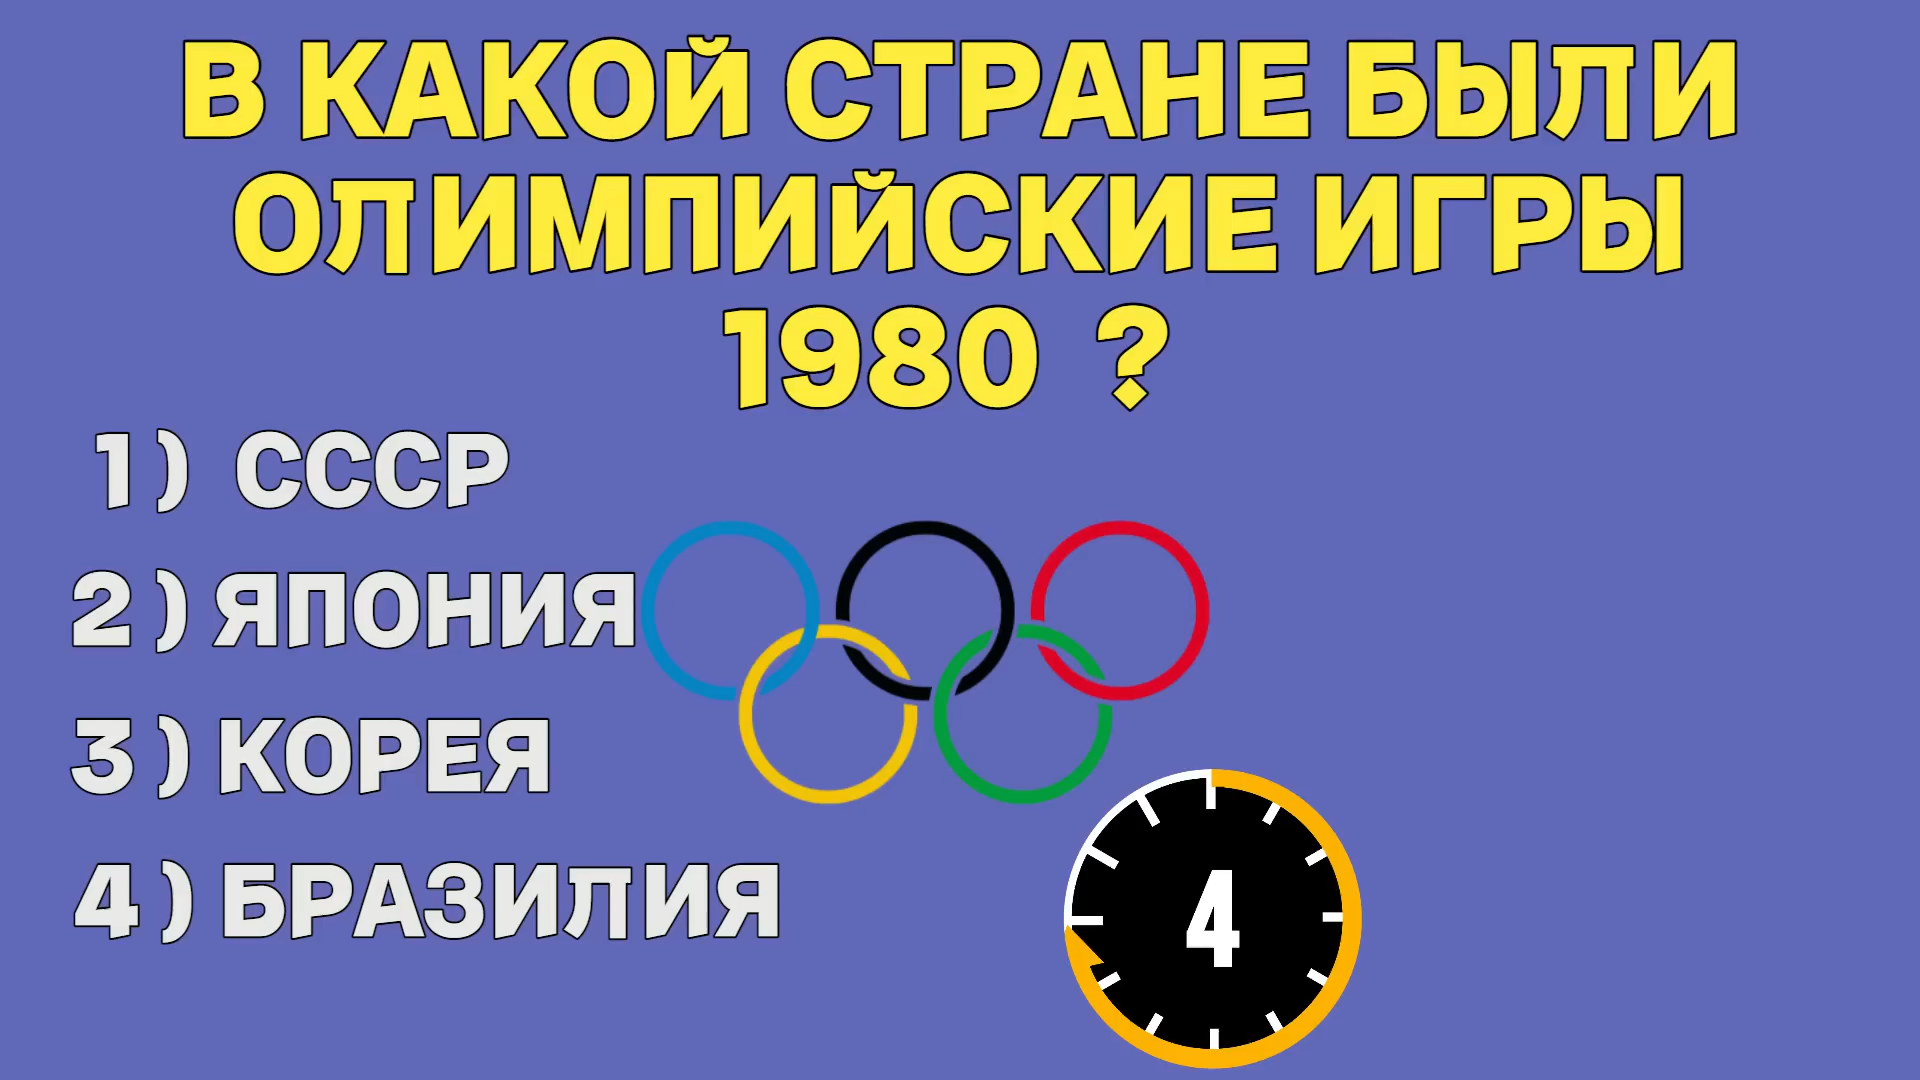 В КАКОЙ СТРАНЕ БЫЛИ
ОЛИМПИЙСКИЕ ИГРЫ
1980 ?
1) СССР
2) ЯПОНИЯ
3) КОРЕЯ
4) БРАЗИЛИЯ
4